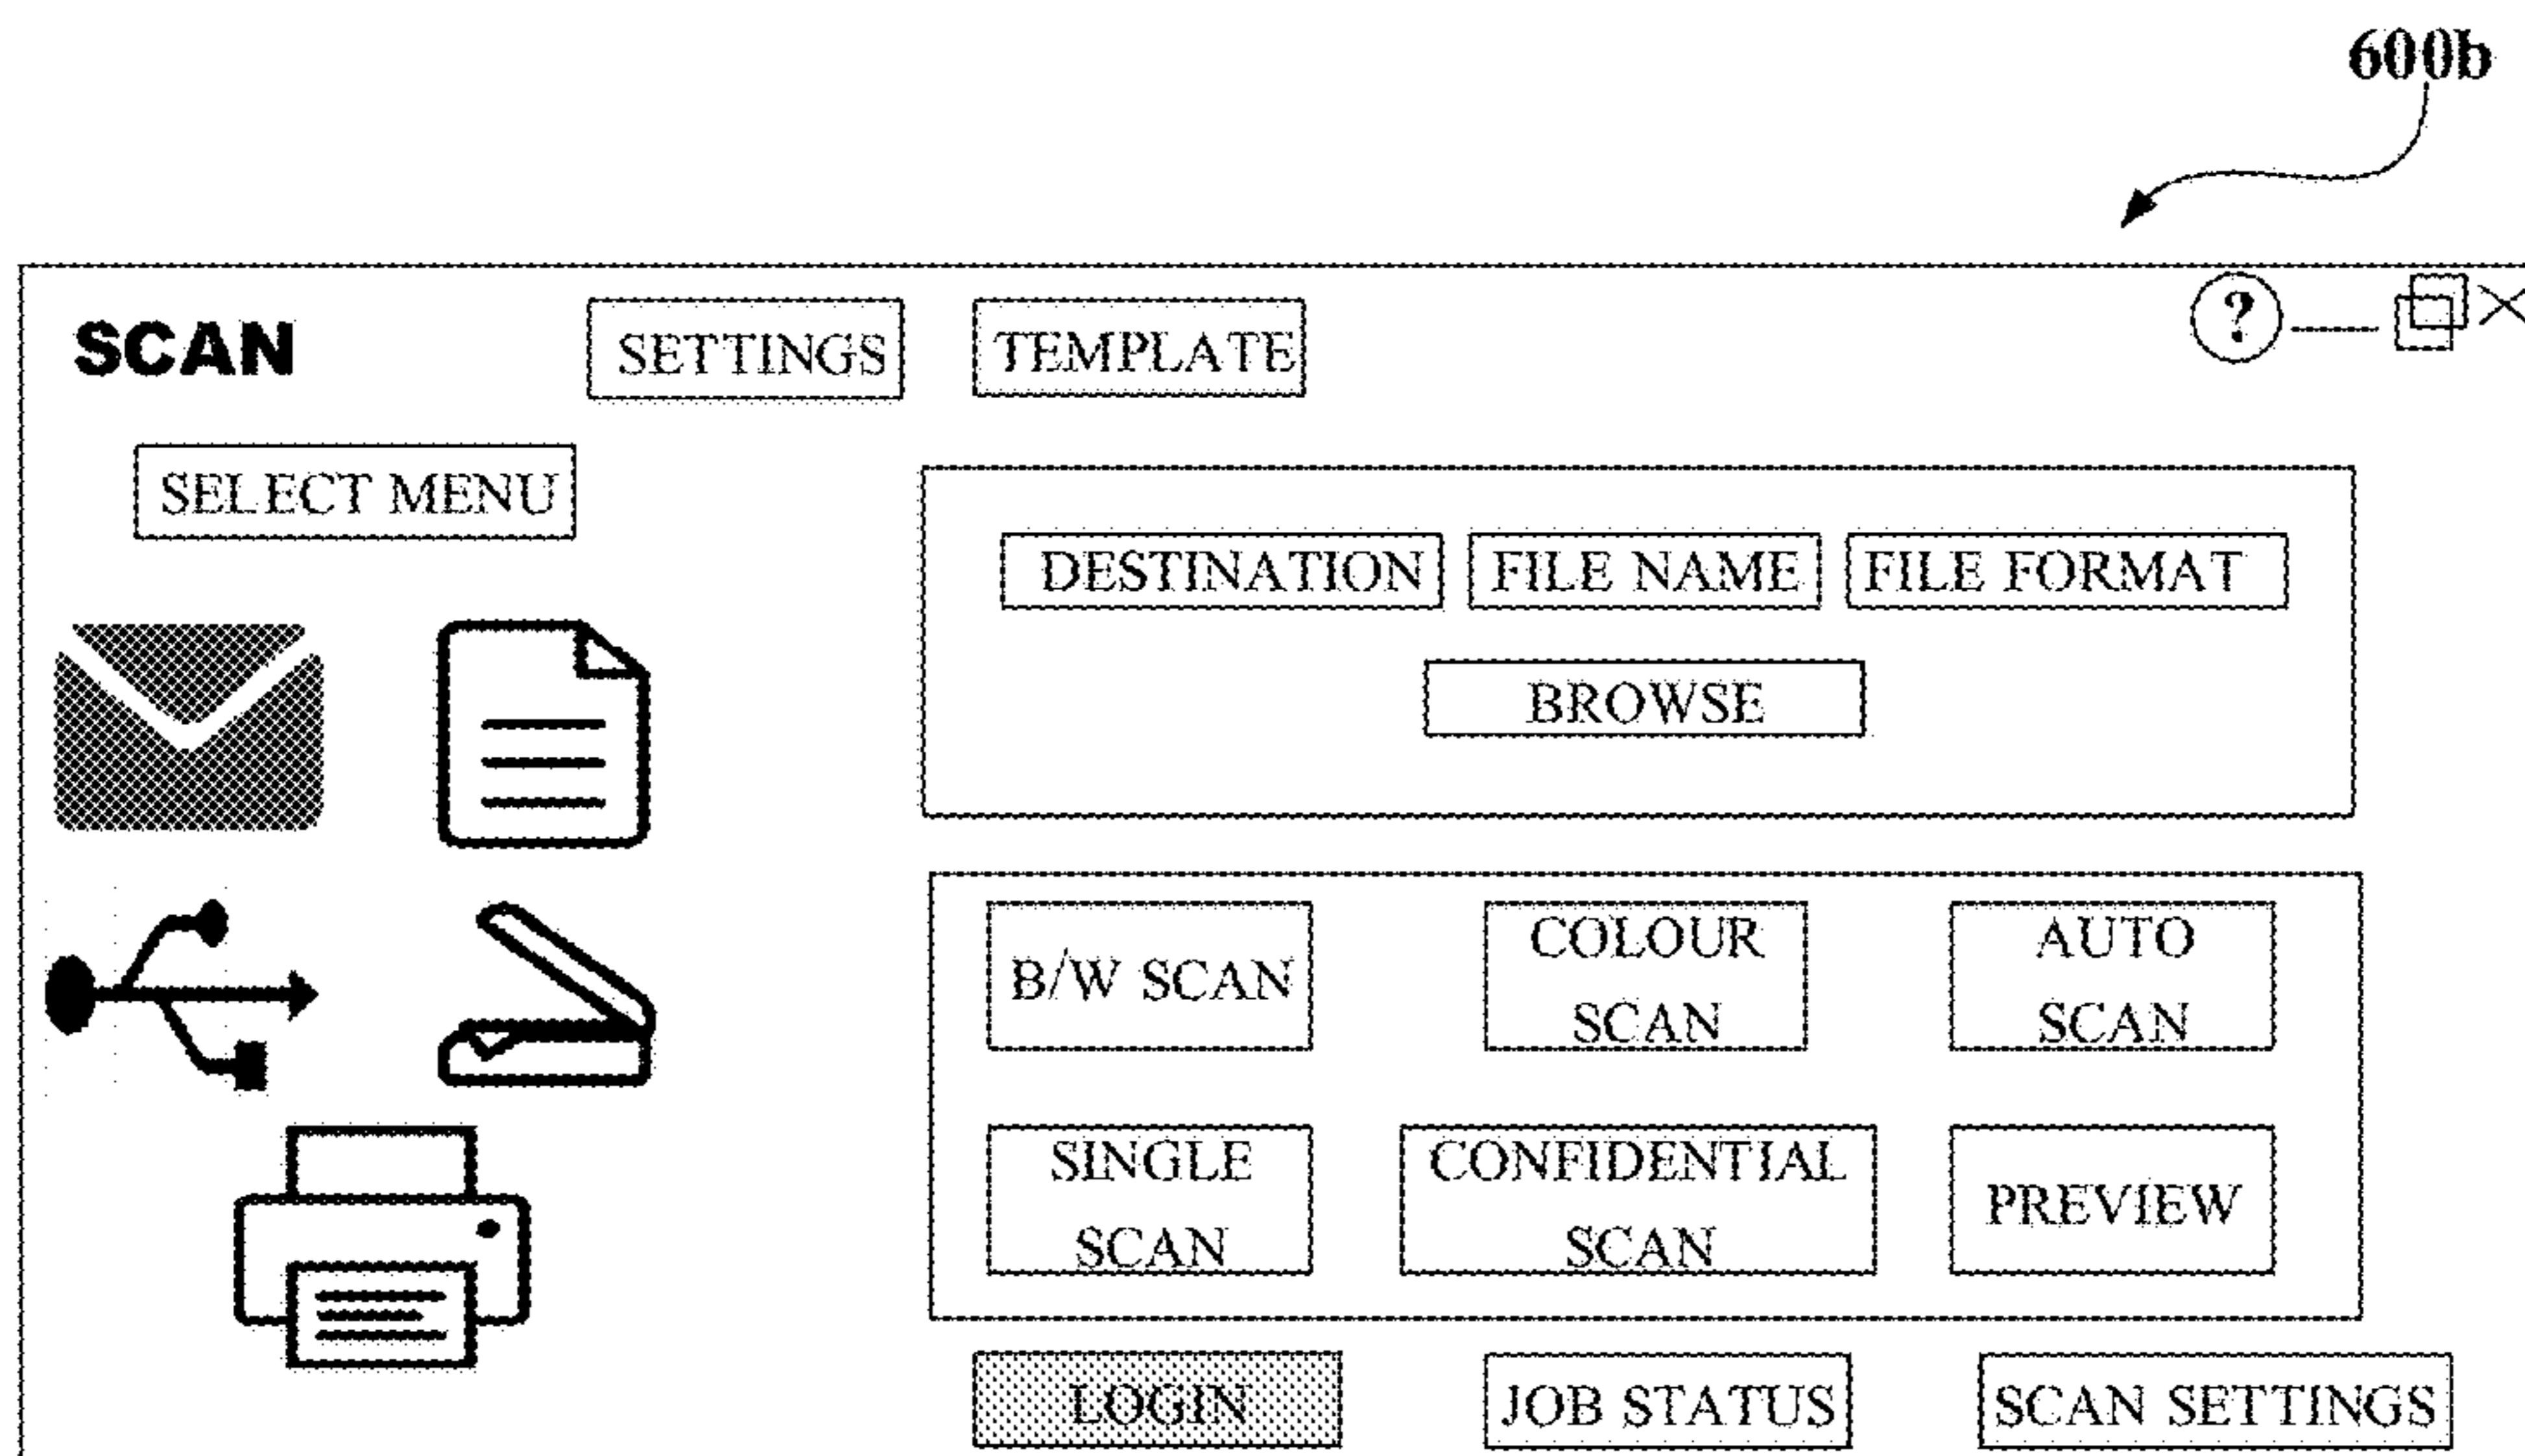 600b
?
SCAN
SETTINGS
TEMPLATE
SELECT MENU
DESTINATION
FILE NAME
FILE FORMAT
BROWSE
B/W SCAN
COLOUR
SCAN
AUTO
SCAN
SINGLE
SCAN
CONFIDENTIAL
SCAN
PREVIEW
LOGIN
JOB STATUS
SCAN SETTINGS